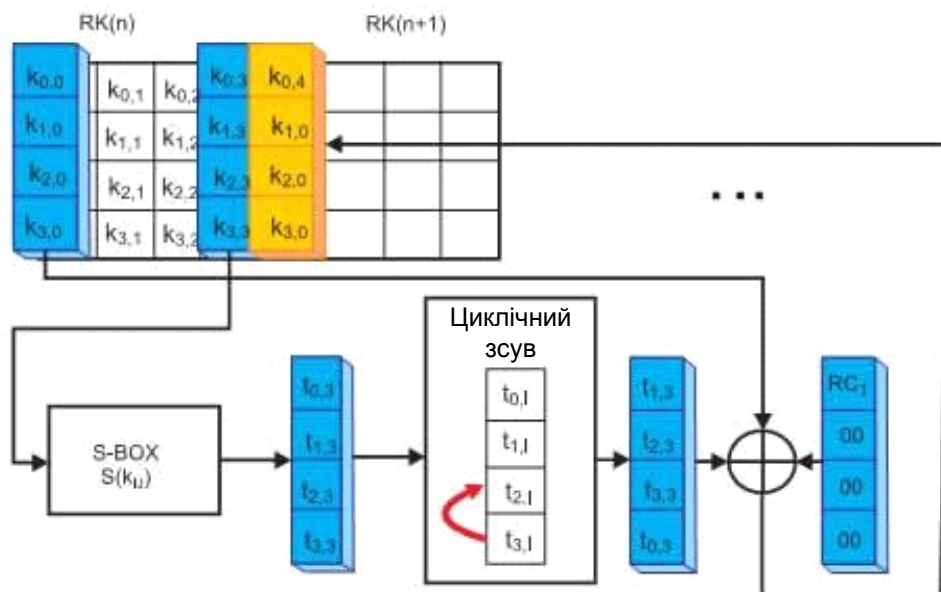 RK(n) RK(n+1)
k0,0 k0,1 k0,2 k0,3 k0,4
k1,0 k1,1 k1,2 k1,3 k1,0
k2,0 k2,1 k2,2 k2,3 k2,0
k3,0 k3,1 k3,2 k3,3 k3,0
...
Циклічний
зсув
t0,3 t0,I t1,3 RC1
t1,3 t1,I t2,3 00
t2,3 t2,I t3,3 00
t3,3 t3,I t0,3 00
S-BOX
S(kIJ)